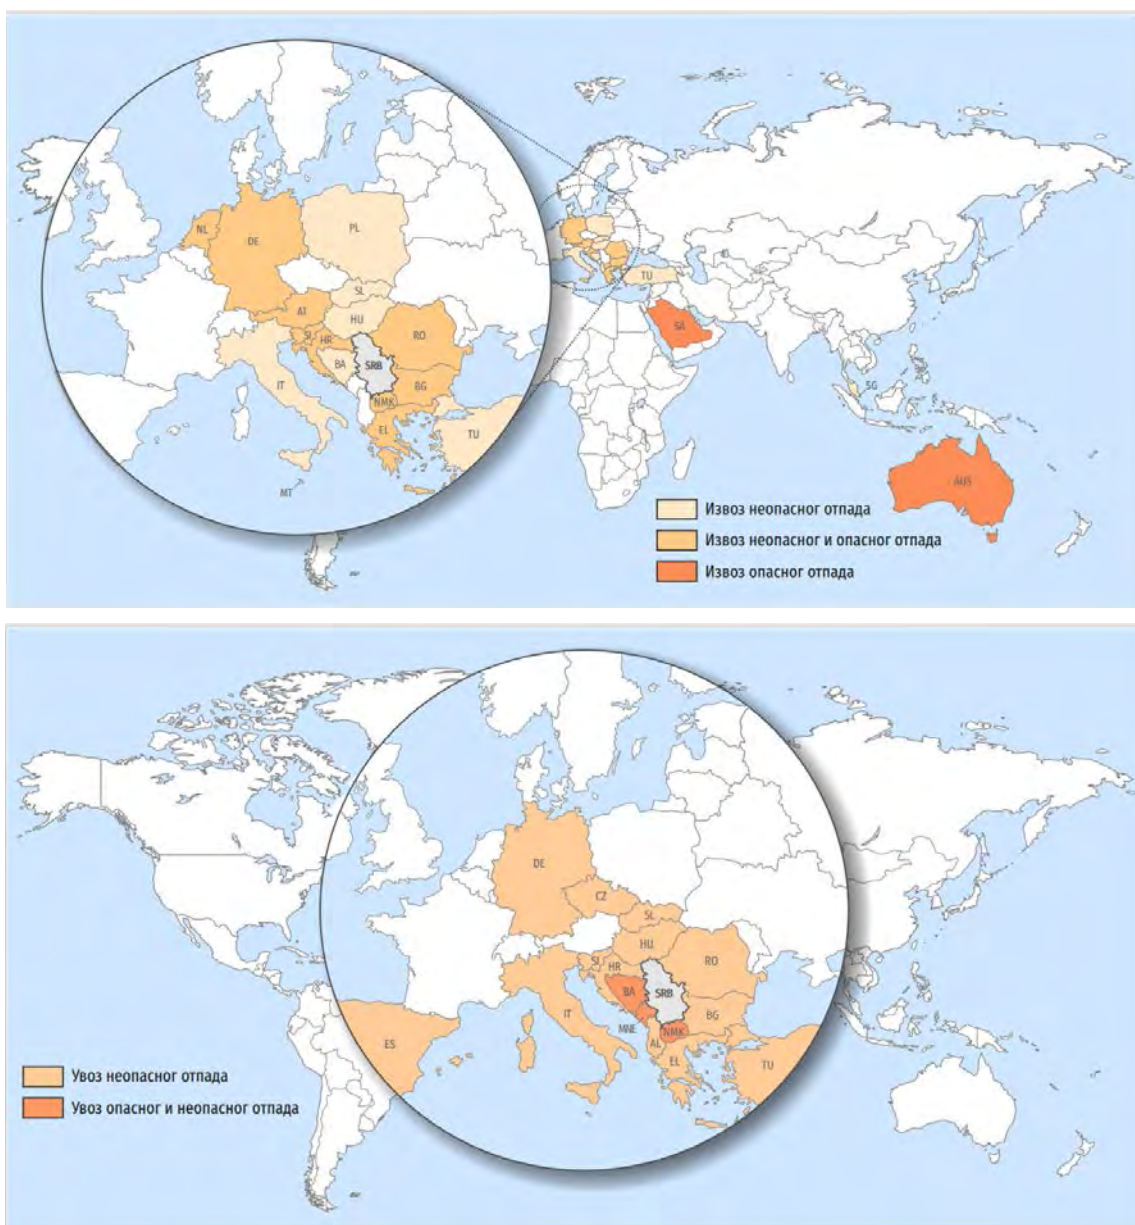 NL
DE
PL
SL
AT
HU
SI
HR
RO
BA
SRB
IT
BG
NMK
EL
TU
MT
TU
SA
SG
AUS
Извоз неопасног отпада
Извоз неопасног и опасног отпада
Извоз опасног отпада
DE
CZ
SL
HU
SI
HR
RO
BA
SRB
IT
BG
MNE
NMK
AL
ES
EL
TU
Увоз неопасног отпада
Увоз опасног и неопасног отпада